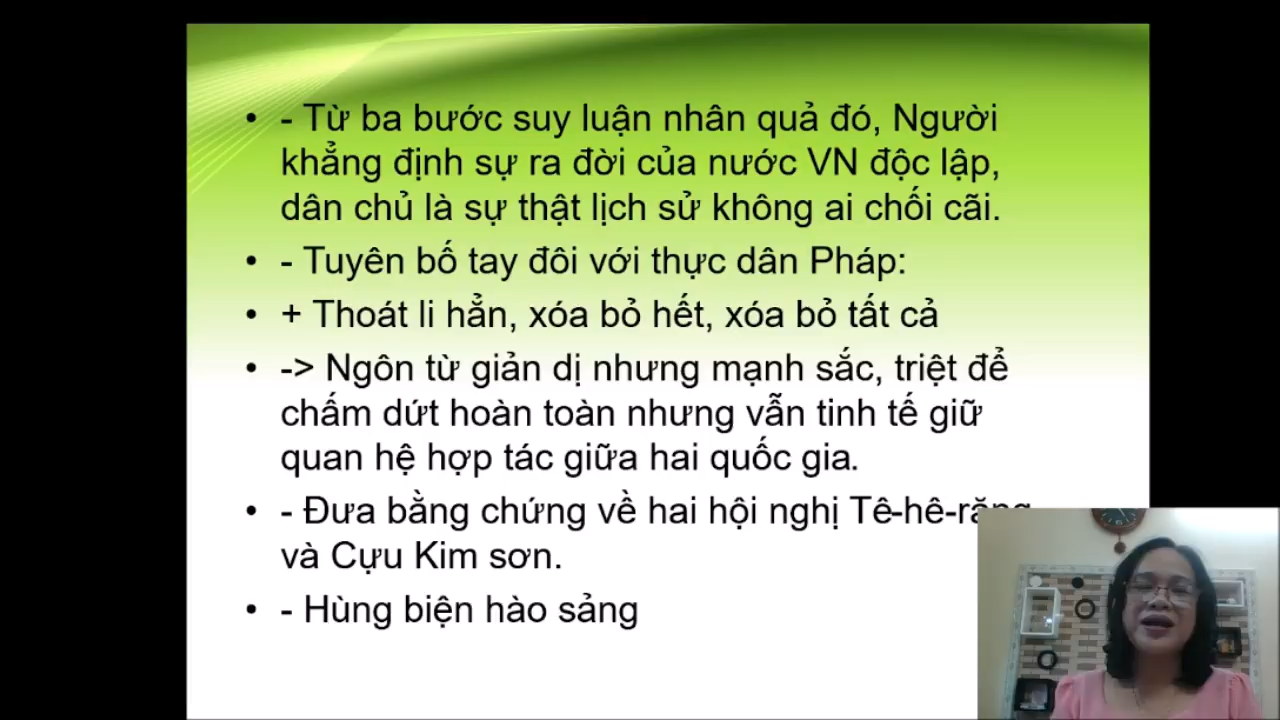 • - Từ ba bước suy luận nhân quả đó, Người
khẳng định sự ra đời của nước VN độc lập,
dân chủ là sự thật lịch sử không ai chối cãi.
• - Tuyên bố tay đôi với thực dân Pháp:
• + Thoát li hẳn, xóa bỏ hết, xóa bỏ tất cả
• -> Ngôn từ giản dị nhưng mạnh sắc, triệt để
chấm dứt hoàn toàn nhưng vẫn tinh tế giữ
quan hệ hợp tác giữa hai quốc gia.
• - Đưa bằng chứng về hai hội nghị Tê-hê-răng
và Cựu Kim sơn.
• - Hùng biện hào sảng